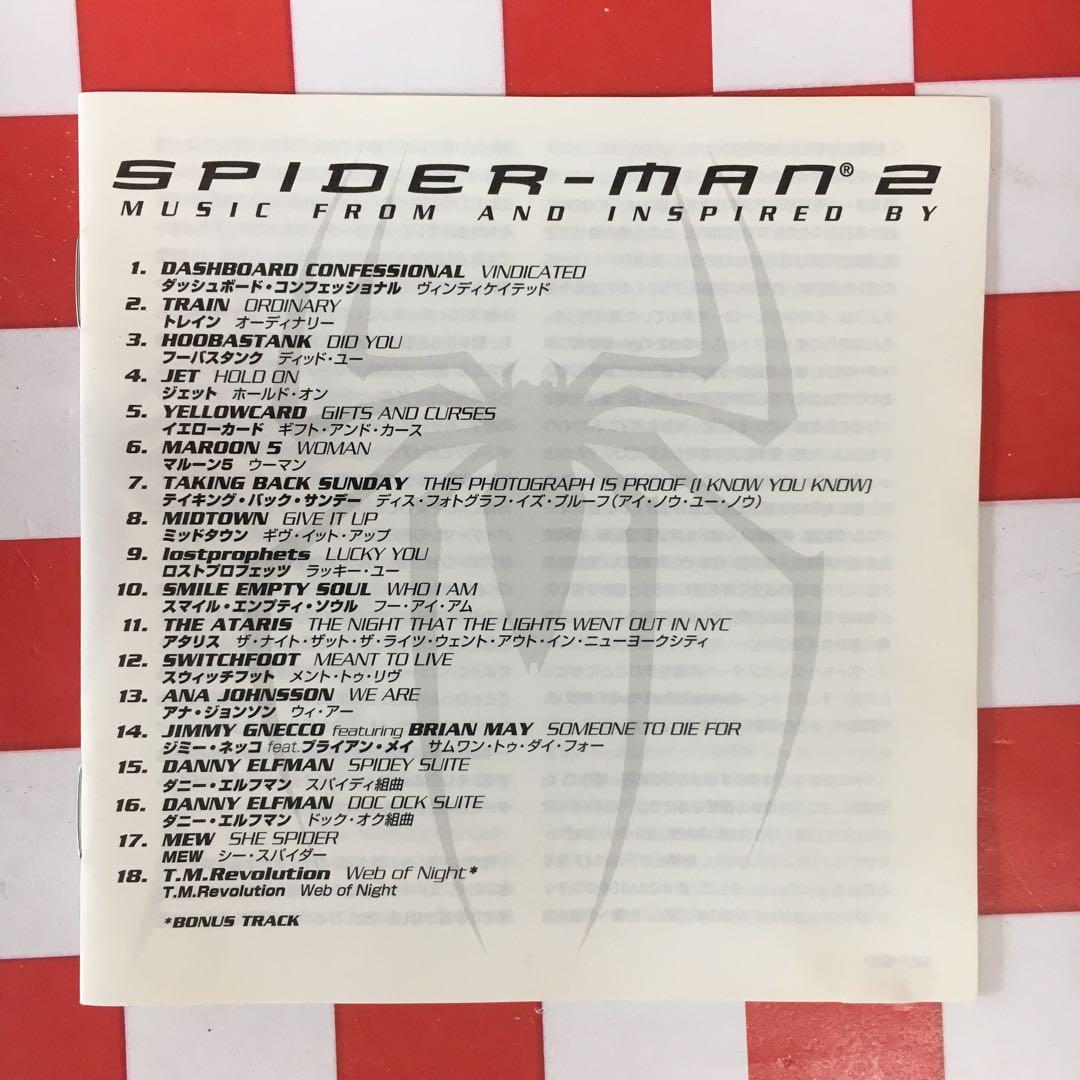 SPIDER-MAN® 2
MUSIC FROM AND INSPIRED BY
1. DASHBOARD CONFESSIONAL VINDICATED
ダッシュボード・コンフェッショナル ヴィンディケイテッド
2. TRAIN ORDINARY
トレイン オーディナリー
3. HOOBASTANK DID YOU
フーバスタンク ディッド・ユー
4. JET HOLD ON
ジェット ホールド・オン
5. YELLOWCARD GIFTS AND CURSES
イエローカード ギフト・アンド・カース
6. MAROON 5 WOMAN
マルーン5 ウーマン
7. TAKING BACK SUNDAY THIS PHOTOGRAPH IS PROOF (I KNOW YOU KNOW)
テイキング・バック・サンデー ディス・フォトグラフ・イズ・プルーフ(アイ・ノウ・ユー・ノウ)
8. MIDTOWN GIVE IT UP
ミッドタウン ギヴ・イット・アップ
9. lostprophets LUCKY YOU
ロストプロフェッツ ラッキー・ユー
10. SMILE EMPTY SOUL WHO I AM
スマイル・エンプティ・ソウル フー・アイ・アム
11. THE ATARIS THE NIGHT THAT THE LIGHTS WENT OUT IN NYC
アタリス ザ・ナイト・ザット・ザ・ライツ・ウェント・アウト・イン・ニューヨークシティ
12. SWITCHFOOT MEANT TO LIVE
スウィッチフット メント・トゥ・リヴ
13. ANA JOHNSSON WE ARE
アナ・ジョンソン ウィ・アー
14. JIMMY GNECCO featuring BRIAN MAY SOMEONE TO DIE FOR
ジミー・ネッコ feat.ブライアン・メイ サムワン・トゥ・ダイ・フォー
15. DANNY ELFMAN SPIDEY SUITE
ダニー・エルフマン スパイディ組曲
16. DANNY ELFMAN DOC OCK SUITE
ダニー・エルフマン ドック・オク組曲
17. MEW SHE SPIDER
MEW シー・スパイダー
18. T.M.Revolution Web of Night*
T.M.Revolution Web of Night
*BONUS TRACK